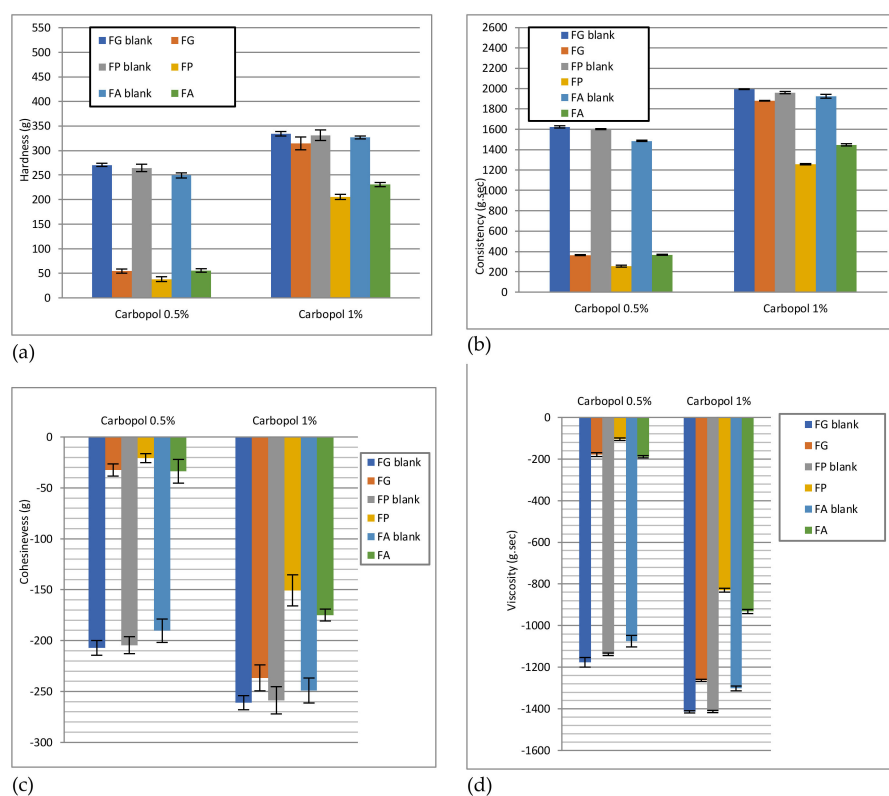 550
500
450
400
350
300
250
200
150
100
50
0
Hardness (g)
FG blank FG
FP blank FP
FA blank FA
Carbopol 0.5% Carbopol 1%
(a)
2600
2400
2200
2000
1800
1600
1400
1200
1000
800
600
400
200
0
Consistency (g.sec)
FG blank
FG
FP blank
FP
FA blank
FA
Carbopol 0.5% Carbopol 1%
(b)
Carbopol 0.5% Carbopol 1%
0
-50
-100
-150
-200
-250
-300
Cohesinevess (g)
FG blank
FG
FP blank
FP
FA blank
FA
(c)
Carbopol 0.5% Carbopol 1%
0
-200
-400
-600
-800
-1000
-1200
-1400
-1600
Viscosity (g.sec)
FG blank
FG
FP blank
FP
FA blank
FA
(d)